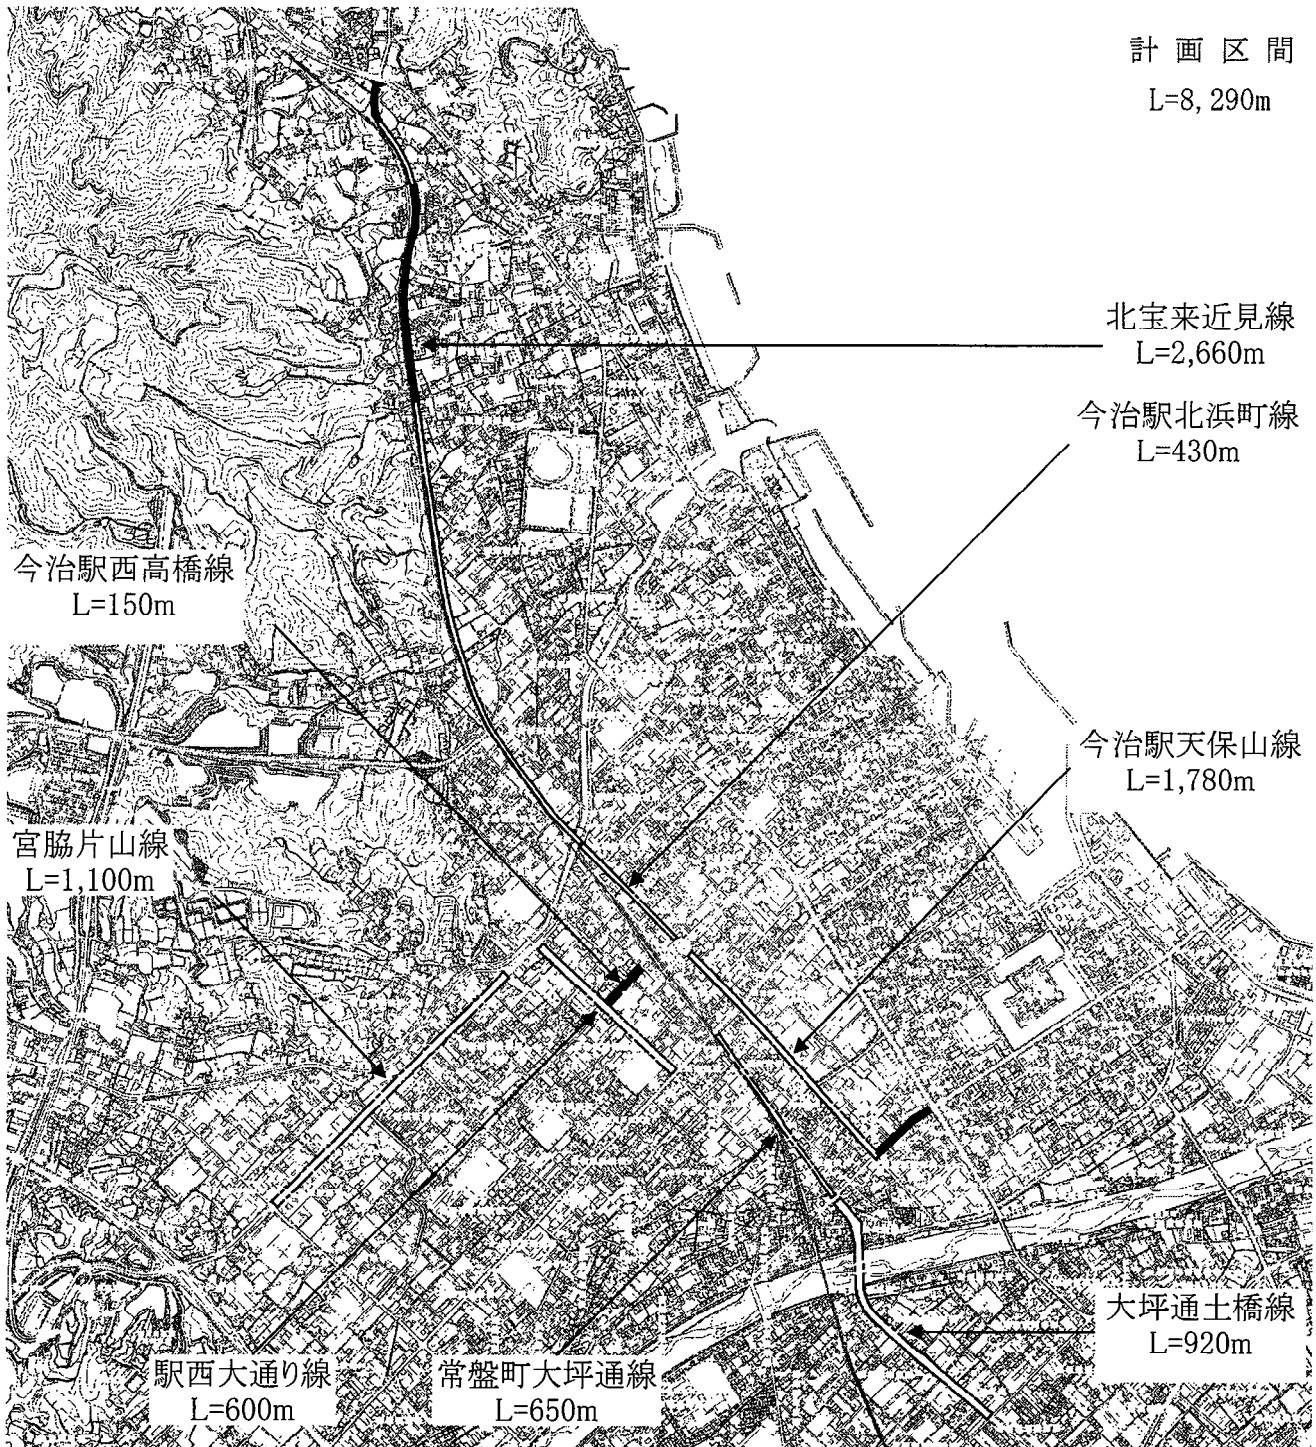 計画区間
L=8,290m
北宝来近見線
L=2,660m
今治駅北浜町線
L=430m
今治駅西高橋線
L=150m
今治駅天保山線
L=1,780m
宮脇片山線
L=1,100m
大坪通土橋線
L=920m
駅西大通り線
L=600m
常盤町大坪通線
L=650m